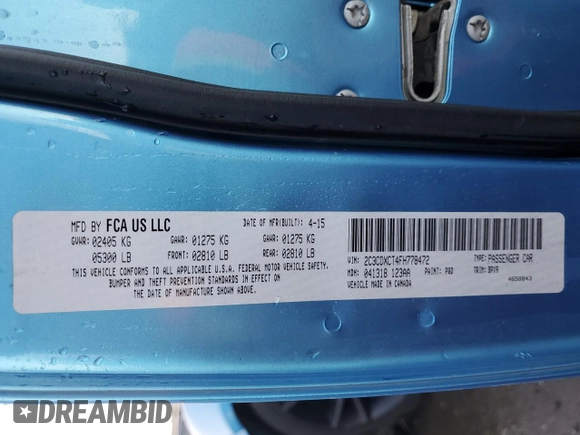 MFD BY FCA US LLC
DATE OF MFR(BUILT): 4-15
GVWR: 02405 KG GAWR: 01275 KG GAWR: 01275 KG
05300 LB FRONT: 02810 LB REAR: 02810 LB
THIS VEHICLE CONFORMS TO ALL APPLICABLE U.S.A. FEDERAL MOTOR VEHICLE SAFETY,
BUMPER AND THEFT PREVENTION STANDARDS IN EFFECT ON
THE DATE OF MANUFACTURE SHOWN ABOVE.
VIN: 2C3CDXCT4FH778472 TYPE: PASSENGER CAR
MDH: 041318 123AA PAINT: PQD TRIM: BPX9
VEHICLE MADE IN CANADA 4658043
DREAMBID